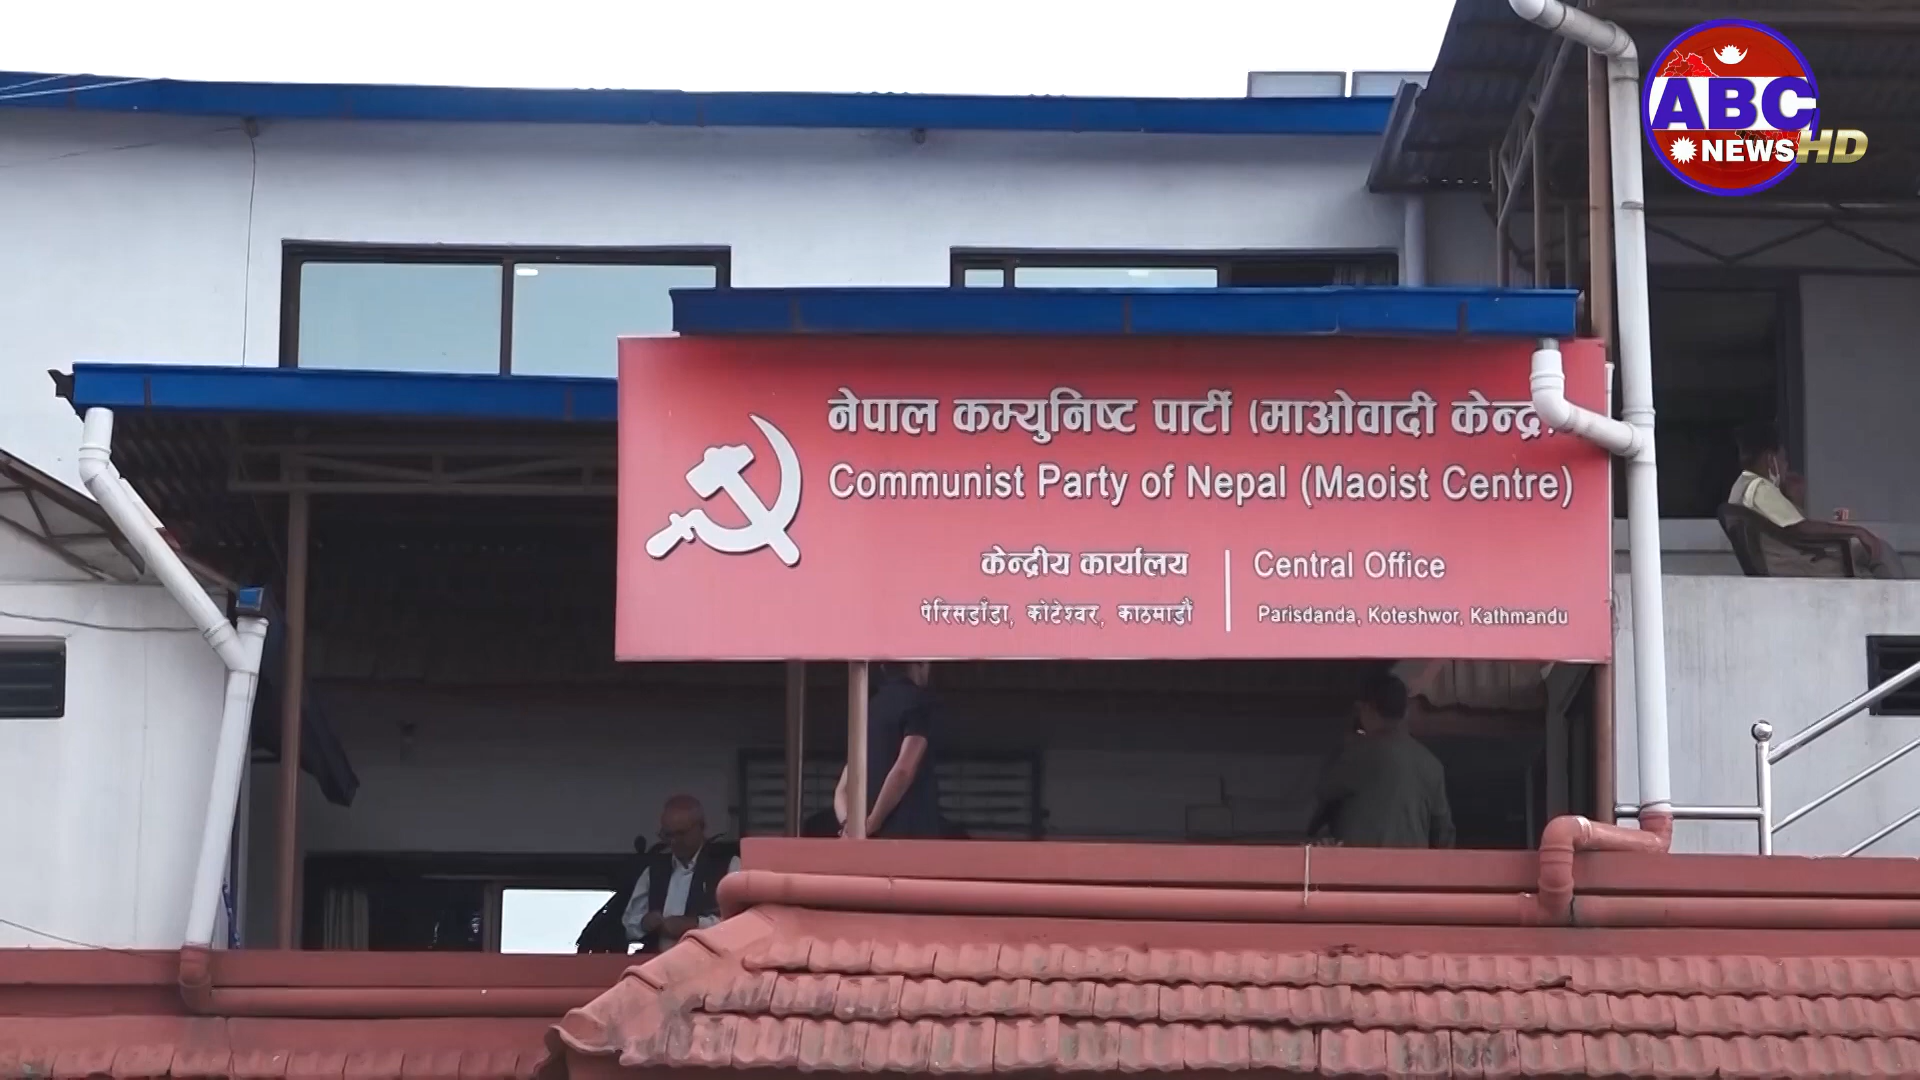 ABC
NEWS HD
नेपाल कम्युनिष्ट पार्टी (माओवादी केन्द्र)
Communist Party of Nepal (Maoist Centre)
केन्द्रीय कार्यालय
पेरिसडाँडा, कोटेश्वर, काठमाडौं
Central Office
Parisdanda, Koteshwor, Kathmandu